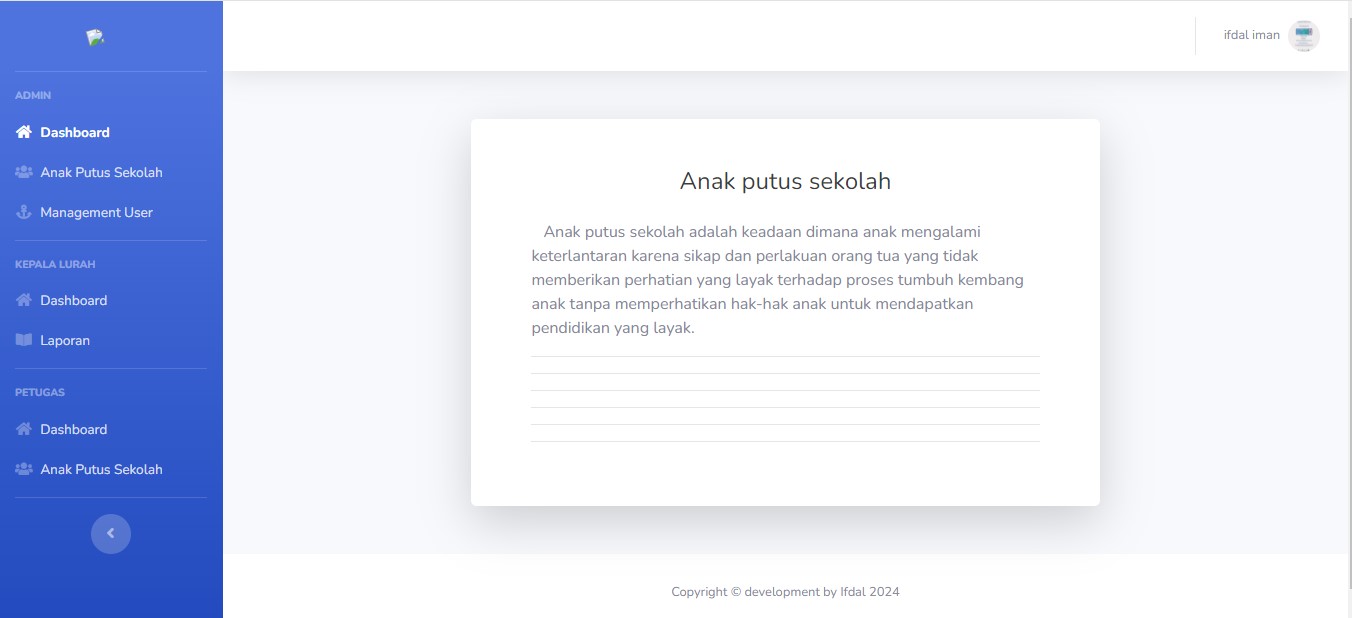 ifdal iman
ADMIN
Dashboard
Anak Putus Sekolah
Management User
KEPALA LURAH
Dashboard
Laporan
PETUGAS
Dashboard
Anak Putus Sekolah
Anak putus sekolah
Anak putus sekolah adalah keadaan dimana anak mengalami
keterlantaran karena sikap dan perlakuan orang tua yang tidak
memberikan perhatian yang layak terhadap proses tumbuh kembang
anak tanpa memperhatikan hak-hak anak untuk mendapatkan
pendidikan yang layak.
Copyright © development by Ifdal 2024